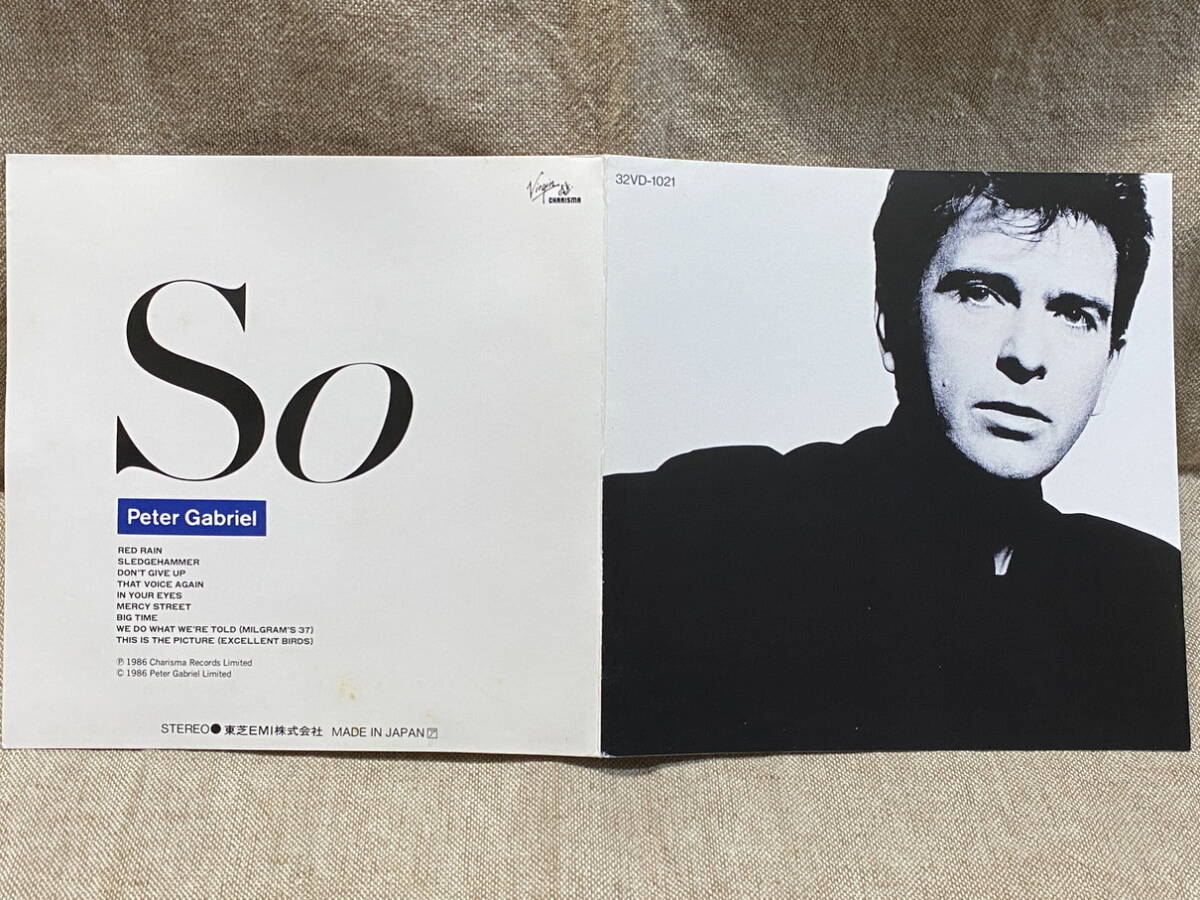 Virgin
CHARISMA
So
Peter Gabriel
RED RAIN
SLEDGEHAMMER
DON'T GIVE UP
THAT VOICE AGAIN
IN YOUR EYES
MERCY STREET
BIG TIME
WE DO WHAT WE'RE TOLD (MILGRAM'S 37)
THIS IS THE PICTURE (EXCELLENT BIRDS)
Ⓟ 1986 Charisma Records Limited
© 1986 Peter Gabriel Limited
STEREO● 東芝EMI株式会社 MADE IN JAPAN ア
32VD-1021